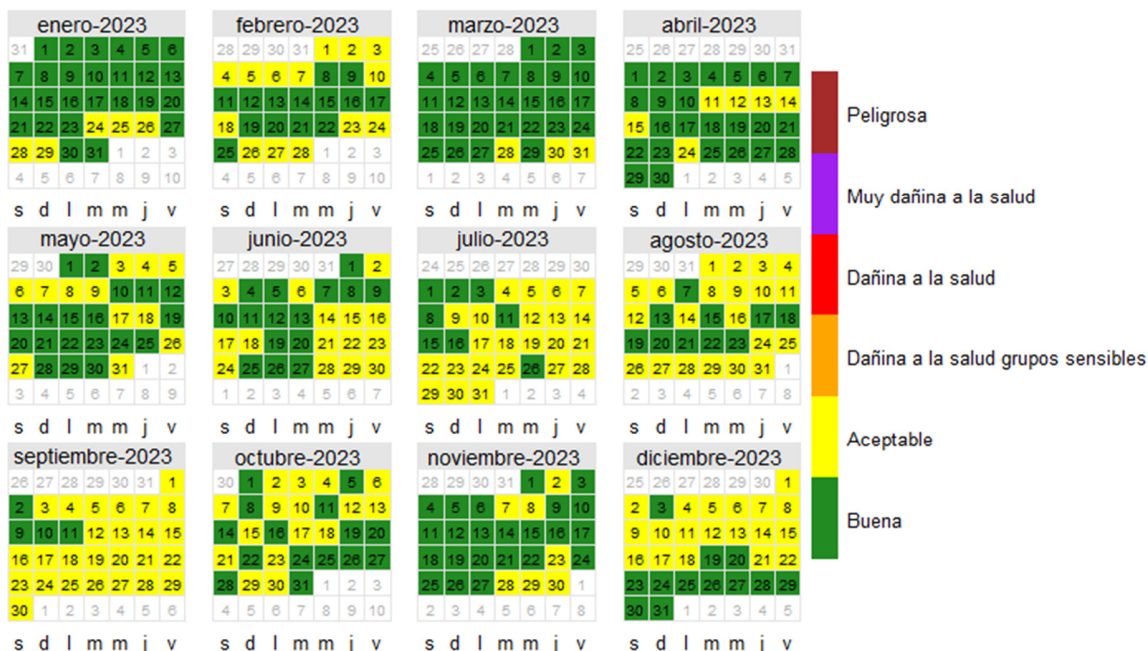 enero-2023
31 1 2 3 4 5 6
7 8 9 10 11 12 13
14 15 16 17 18 19 20
21 22 23 24 25 26 27
28 29 30 31 1 2 3
4 5 6 7 8 9 10
s d l m m j v
febrero-2023
28 29 30 31 1 2 3
4 5 6 7 8 9 10
11 12 13 14 15 16 17
18 19 20 21 22 23 24
25 26 27 28 1 2 3
4 5 6 7 8 9 10
s d l m m j v
marzo-2023
25 26 27 28 1 2 3
4 5 6 7 8 9 10
11 12 13 14 15 16 17
18 19 20 21 22 23 24
25 26 27 28 29 30 31
1 2 3 4 5 6 7
s d l m m j v
abril-2023
25 26 27 28 29 30 31
1 2 3 4 5 6 7
8 9 10 11 12 13 14
15 16 17 18 19 20 21
22 23 24 25 26 27 28
29 30 1 2 3 4 5
s d l m m j v
mayo-2023
29 30 1 2 3 4 5
6 7 8 9 10 11 12
13 14 15 16 17 18 19
20 21 22 23 24 25 26
27 28 29 30 31 1 2
3 4 5 6 7 8 9
s d l m m j v
junio-2023
27 28 29 30 31 1 2
3 4 5 6 7 8 9
10 11 12 13 14 15 16
17 18 19 20 21 22 23
24 25 26 27 28 29 30
1 2 3 4 5 6 7
s d l m m j v
julio-2023
24 25 26 27 28 29 30
1 2 3 4 5 6 7
8 9 10 11 12 13 14
15 16 17 18 19 20 21
22 23 24 25 26 27 28
29 30 31 1 2 3 4
s d l m m j v
agosto-2023
29 30 31 1 2 3 4
5 6 7 8 9 10 11
12 13 14 15 16 17 18
19 20 21 22 23 24 25
26 27 28 29 30 31 1
2 3 4 5 6 7 8
s d l m m j v
septiembre-2023
26 27 28 29 30 31 1
2 3 4 5 6 7 8
9 10 11 12 13 14 15
16 17 18 19 20 21 22
23 24 25 26 27 28 29
30 1 2 3 4 5 6
s d l m m j v
octubre-2023
30 1 2 3 4 5 6
7 8 9 10 11 12 13
14 15 16 17 18 19 20
21 22 23 24 25 26 27
28 29 30 31 1 2 3
4 5 6 7 8 9 10
s d l m m j v
noviembre-2023
28 29 30 31 1 2 3
4 5 6 7 8 9 10
11 12 13 14 15 16 17
18 19 20 21 22 23 24
25 26 27 28 29 30 1
2 3 4 5 6 7 8
s d l m m j v
diciembre-2023
25 26 27 28 29 30 1
2 3 4 5 6 7 8
9 10 11 12 13 14 15
16 17 18 19 20 21 22
23 24 25 26 27 28 29
30 31 1 2 3 4 5
s d l m m j v
Peligrosa
Muy dañina a la salud
Dañina a la salud
Dañina a la salud grupos sensibles
Aceptable
Buena